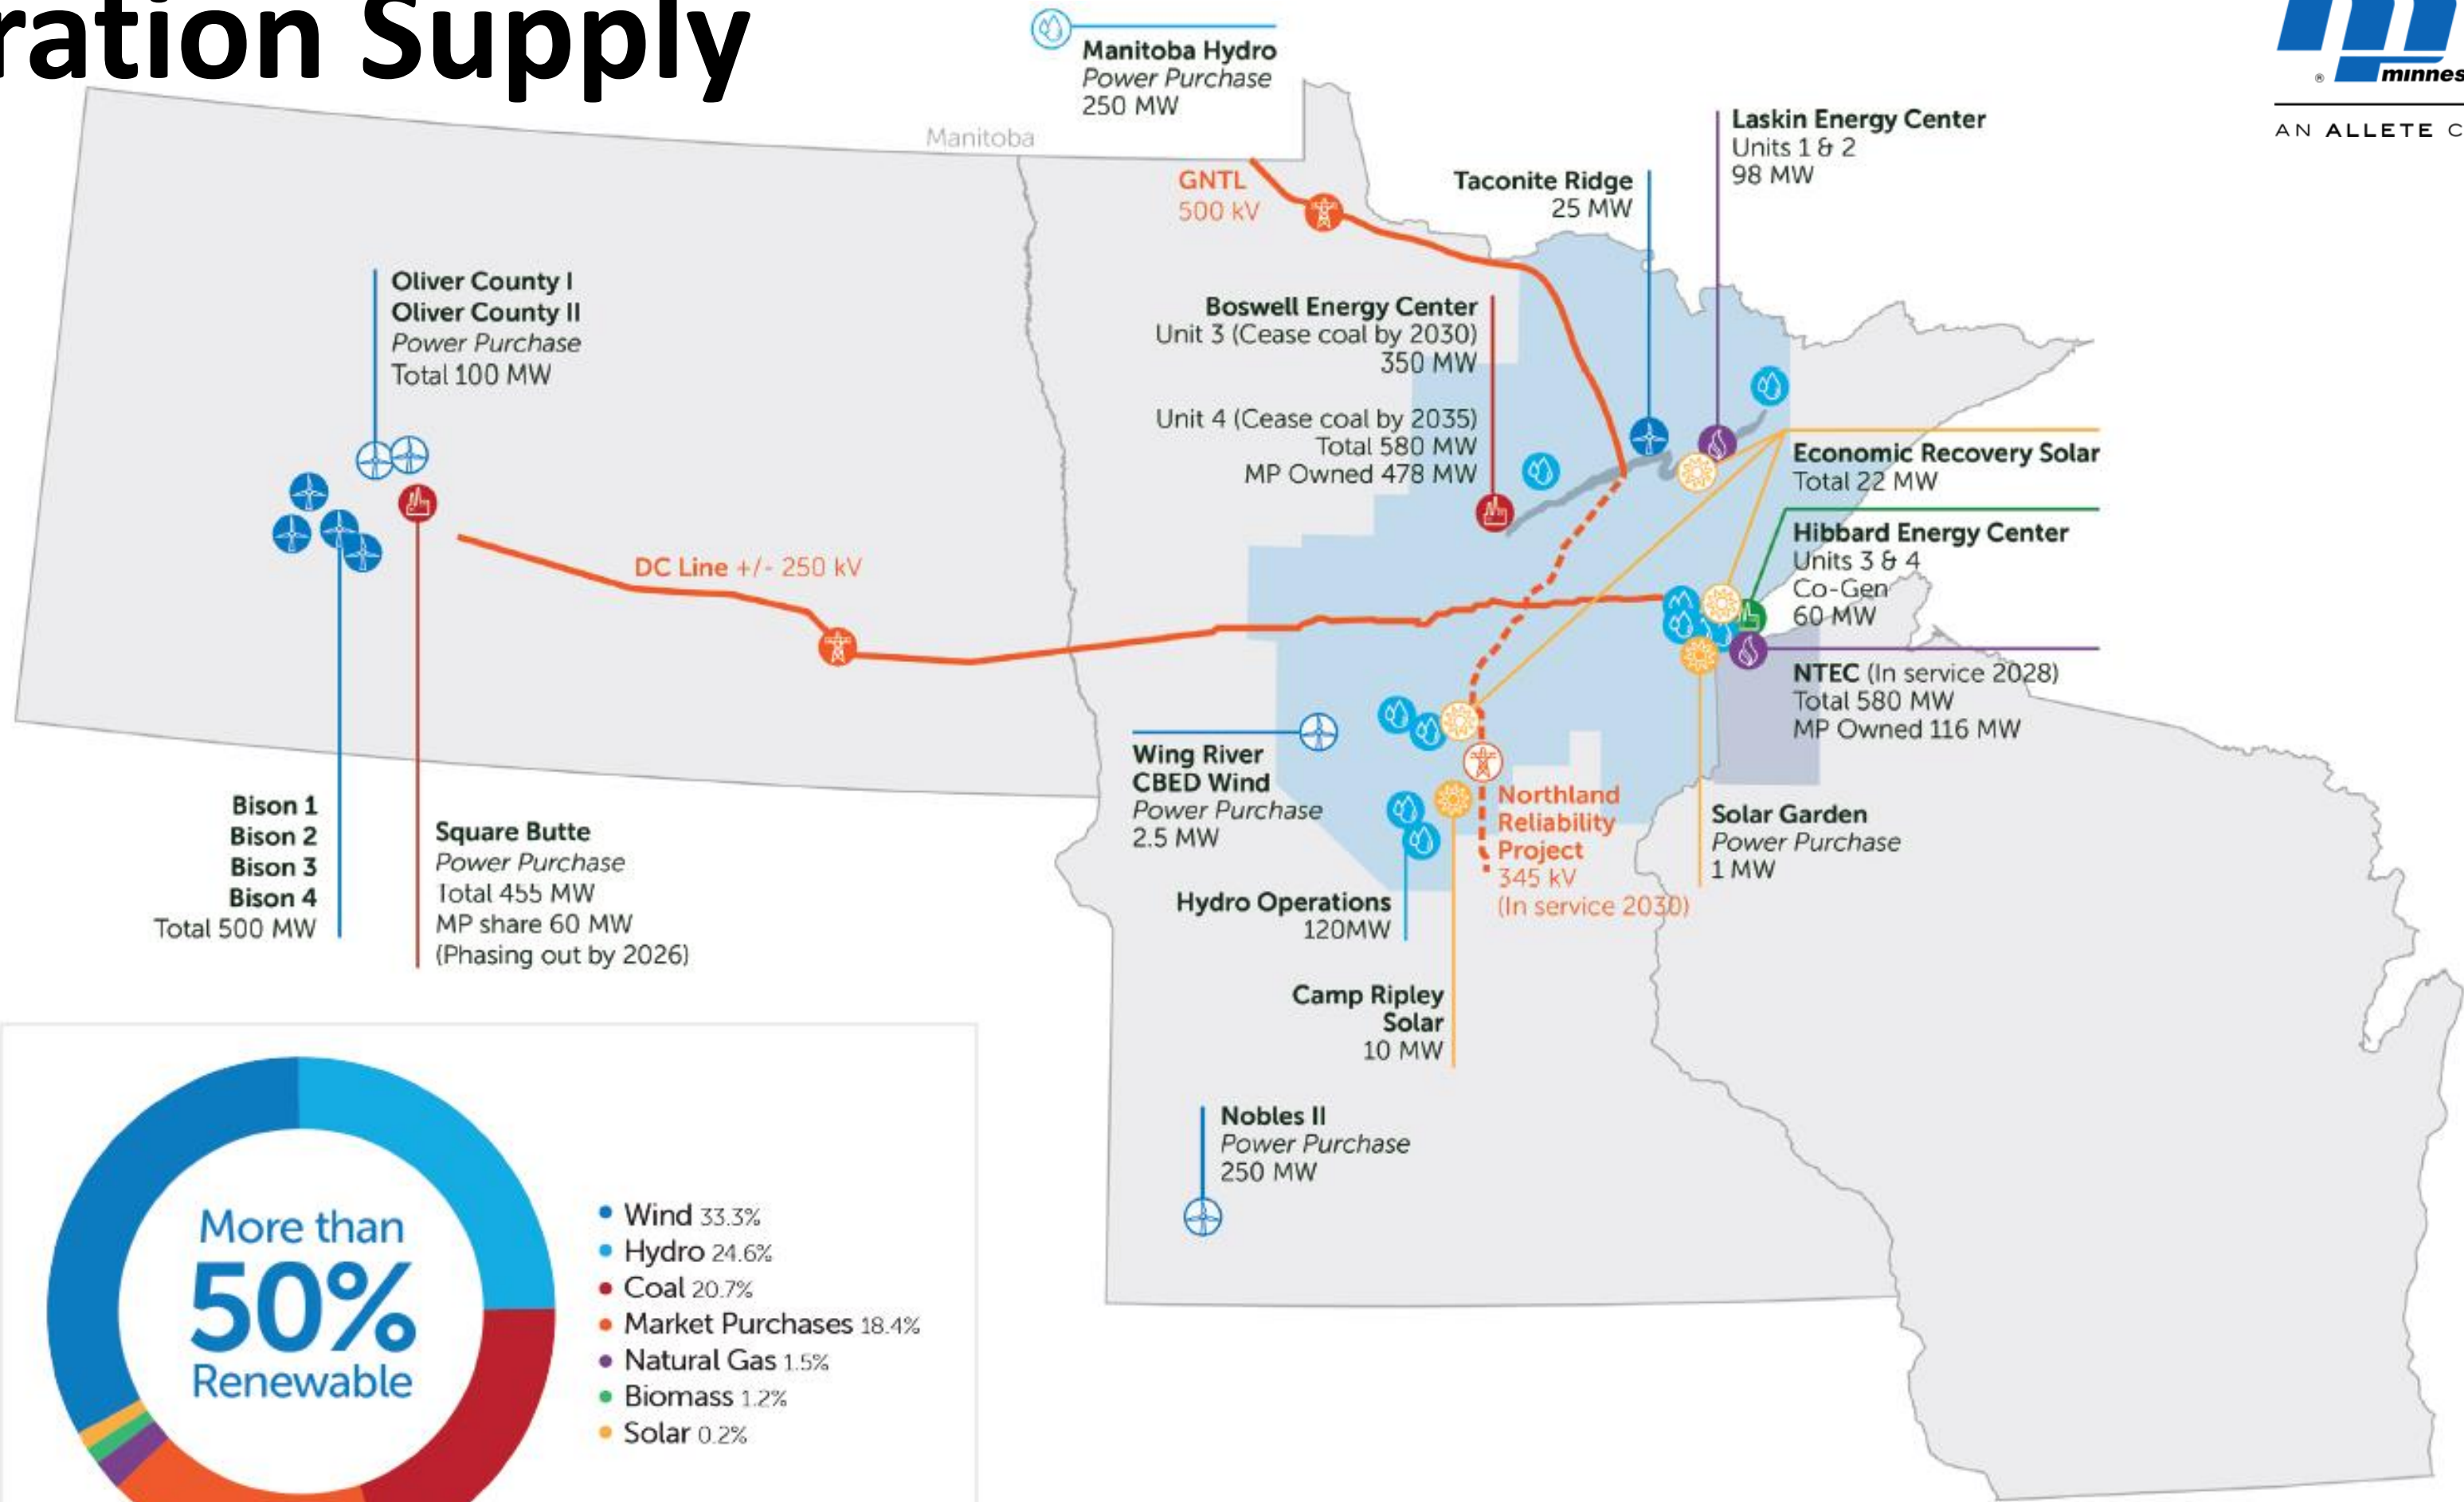 ration Supply
minnes
®
AN ALLETE C
Manitoba Hydro
Power Purchase
250 MW
Manitoba
GNTL
500 kV
Taconite Ridge
25 MW
Laskin Energy Center
Units 1 & 2
98 MW
Oliver County I
Oliver County II
Power Purchase
Total 100 MW
Boswell Energy Center
Unit 3 (Cease coal by 2030)
350 MW
Unit 4 (Cease coal by 2035)
Total 580 MW
MP Owned 478 MW
Economic Recovery Solar
Total 22 MW
Hibbard Energy Center
Units 3 & 4
Co-Gen
60 MW
DC Line +/- 250 kV
NTEC (In service 2028)
Total 580 MW
MP Owned 116 MW
Wing River
CBED Wind
Power Purchase
2.5 MW
Northland
Reliability
Project
345 kV
(In service 2030)
Solar Garden
Power Purchase
1 MW
Bison 1
Bison 2
Bison 3
Bison 4
Total 500 MW
Square Butte
Power Purchase
Total 455 MW
MP share 60 MW
(Phasing out by 2026)
Hydro Operations
120MW
Camp Ripley
Solar
10 MW
Nobles II
Power Purchase
250 MW
More than
50%
Renewable
Wind 33.3%
Hydro 24.6%
Coal 20.7%
Market Purchases 18.4%
Natural Gas 1.5%
Biomass 1.2%
Solar 0.2%